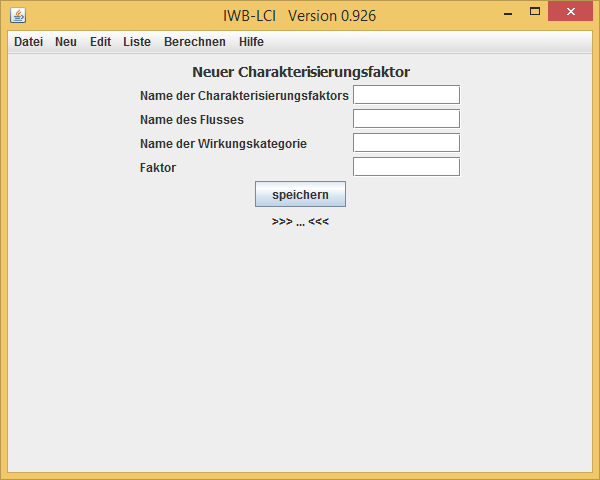 IWB-LCI Version 0.926
Datei Neu Edit Liste Berechnen Hilfe
Neuer Charakterisierungsfaktor
Name der Charakterisierungsfaktors
Name des Flusses
Name der Wirkungskategorie
Faktor
speichern
>>> ... <<<